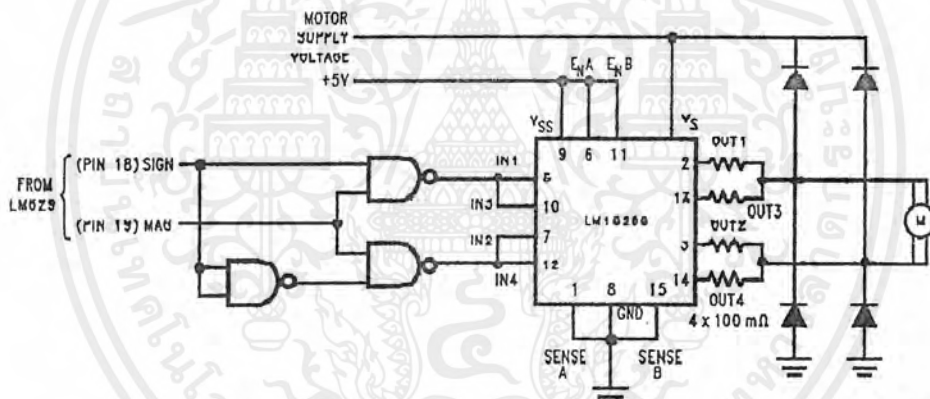 MOTOR
SUPPLY
VOLTAGE
+5V
ENA
ENB
VSS
VS
9 6 11
FROM
LM629
(PIN 18) SIGN
(PIN 19) MAG
IN1
IN3
IN2
IN4
10
7
12
2
13
3
14
OUT1
OUT3
OUT2
OUT4
4 x 100 mΩ
M
1 8 15
GND
SENSE
A
SENSE
B